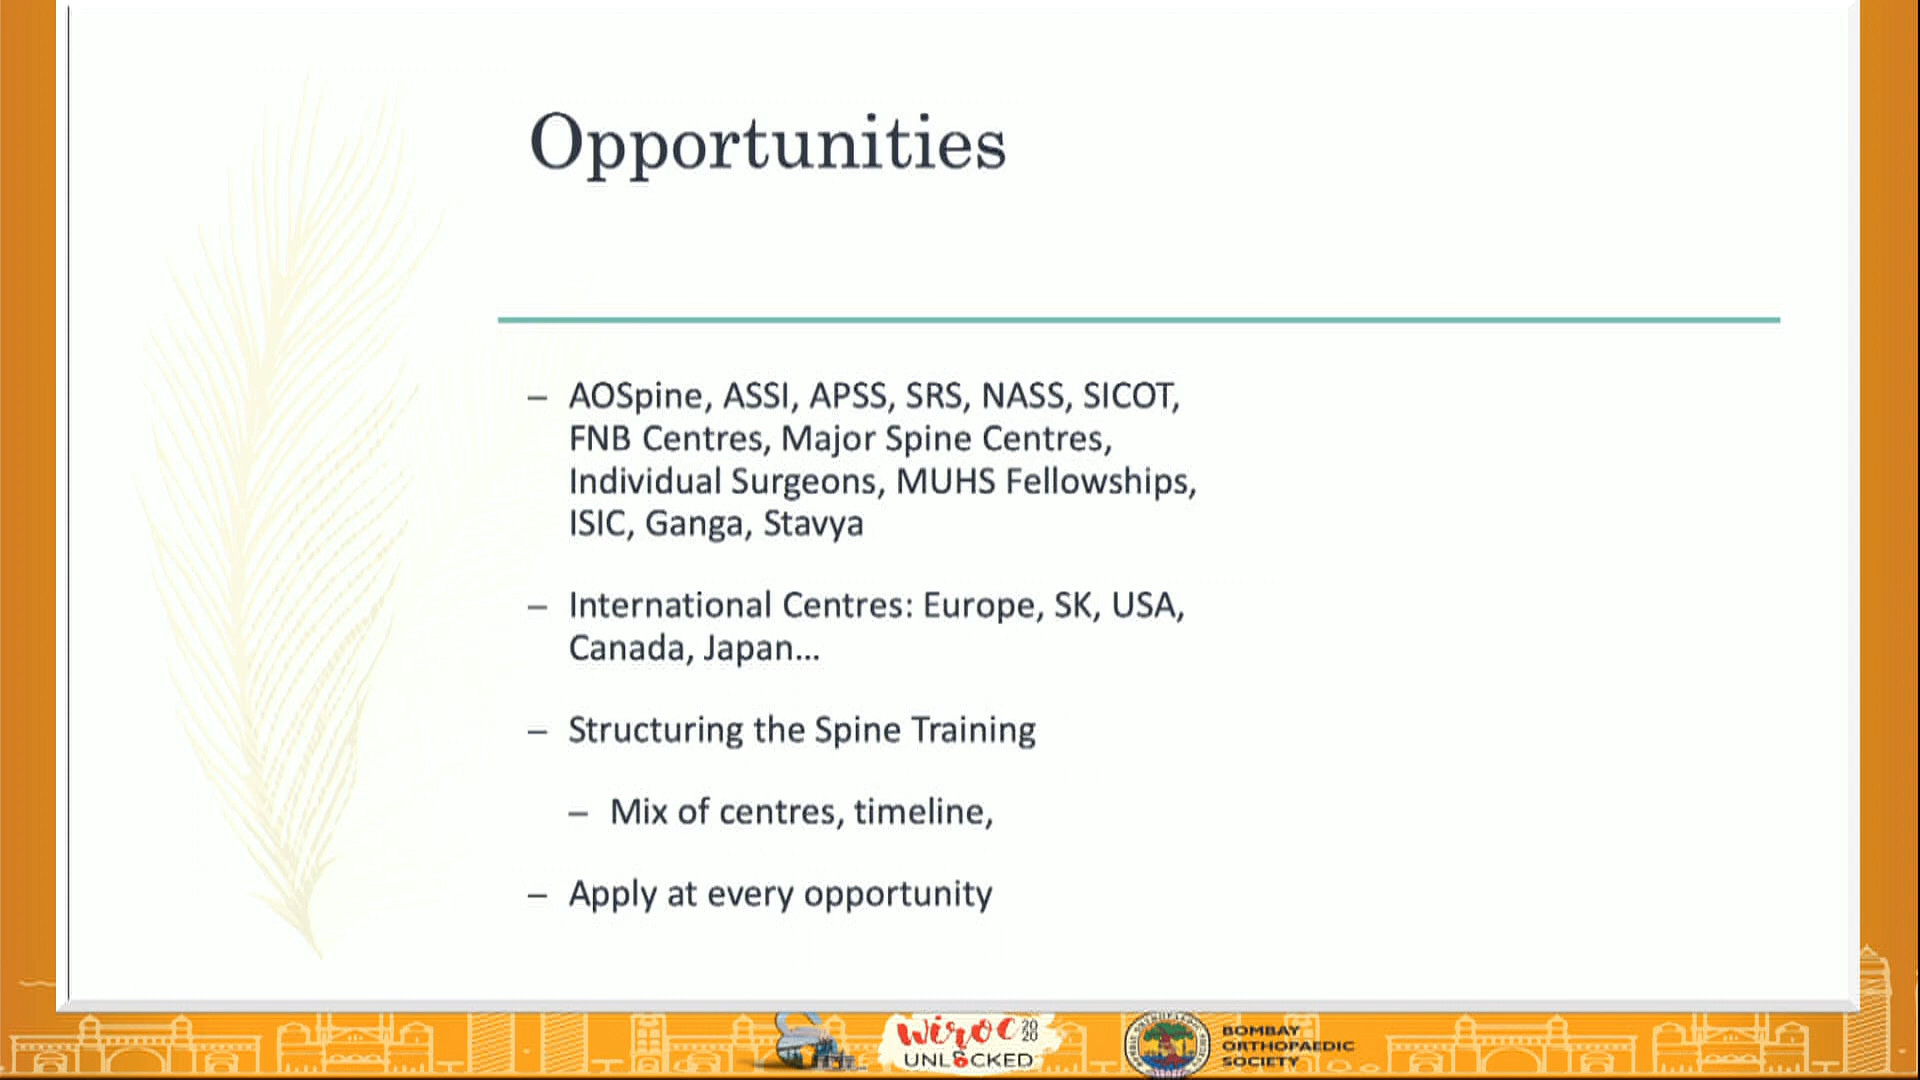 Opportunities
– AOSpine, ASSI, APSS, SRS, NASS, SICOT,
FNB Centres, Major Spine Centres,
Individual Surgeons, MUHS Fellowships,
ISIC, Ganga, Stavya
– International Centres: Europe, SK, USA,
Canada, Japan...
– Structuring the Spine Training
– Mix of centres, timeline,
– Apply at every opportunity
WiROC
UNLOCKED
BOMBAY
ORTHOPAEDIC
SOCIETY